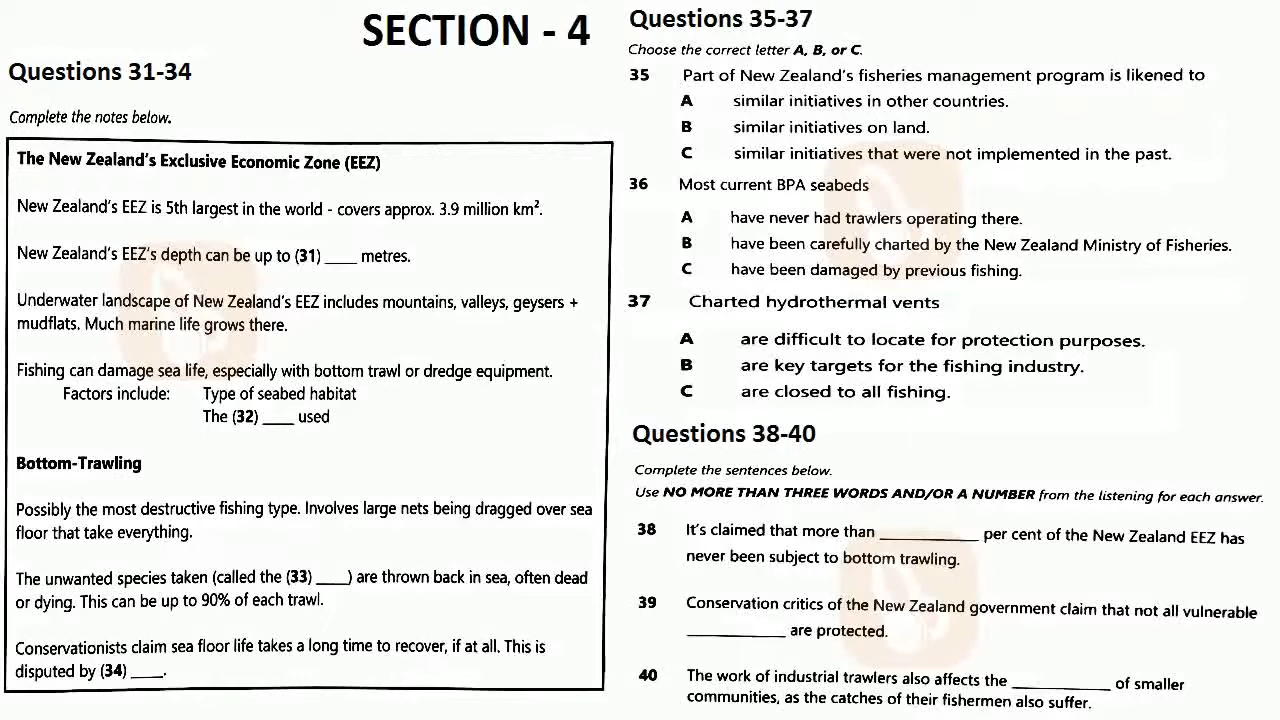 SECTION - 4
Questions 31-34
Complete the notes below.
The New Zealand's Exclusive Economic Zone (EEZ)
New Zealand's EEZ is 5th largest in the world - covers approx. 3.9 million km².
New Zealand's EEZ's depth can be up to (31) ____ metres.
Underwater landscape of New Zealand's EEZ includes mountains, valleys, geysers +
mudflats. Much marine life grows there.
Fishing can damage sea life, especially with bottom trawl or dredge equipment.
Factors include: Type of seabed habitat
The (32) ____ used
Bottom-Trawling
Possibly the most destructive fishing type. Involves large nets being dragged over sea
floor that take everything.
The unwanted species taken (called the (33) ____) are thrown back in sea, often dead
or dying. This can be up to 90% of each trawl.
Conservationists claim sea floor life takes a long time to recover, if at all. This is
disputed by (34) ____.
Questions 35-37
Choose the correct letter A, B, or C.
35 Part of New Zealand's fisheries management program is likened to
A similar initiatives in other countries.
B similar initiatives on land.
C similar initiatives that were not implemented in the past.
36 Most current BPA seabeds
A have never had trawlers operating there.
B have been carefully charted by the New Zealand Ministry of Fisheries.
C have been damaged by previous fishing.
37 Charted hydrothermal vents
A are difficult to locate for protection purposes.
B are key targets for the fishing industry.
C are closed to all fishing.
Questions 38-40
Complete the sentences below.
Use NO MORE THAN THREE WORDS AND/OR A NUMBER from the listening for each answer.
38 It's claimed that more than ____________ per cent of the New Zealand EEZ has
never been subject to bottom trawling.
39 Conservation critics of the New Zealand government claim that not all vulnerable
____________ are protected.
40 The work of industrial trawlers also affects the ____________ of smaller
communities, as the catches of their fishermen also suffer.